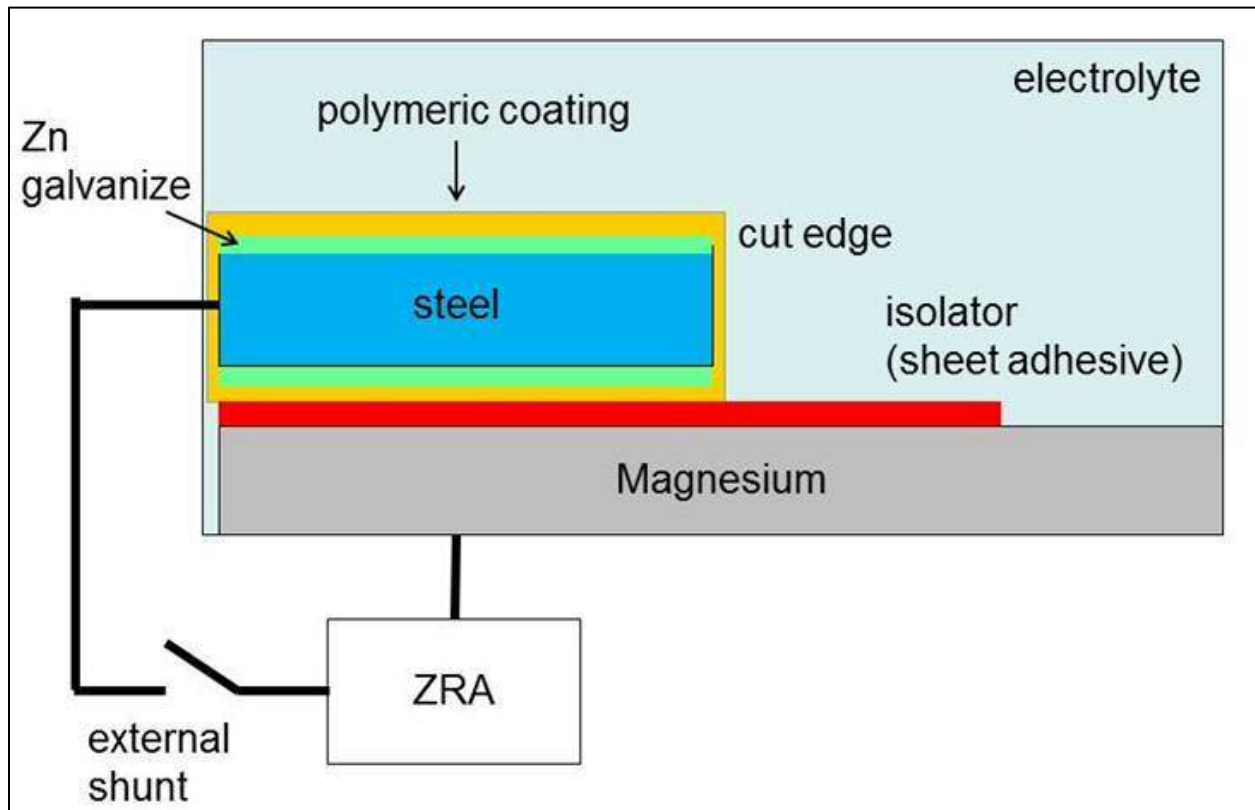 electrolyte
polymeric coating
Zn
galvanize
cut edge
steel
isolator
(sheet adhesive)
Magnesium
ZRA
external
shunt